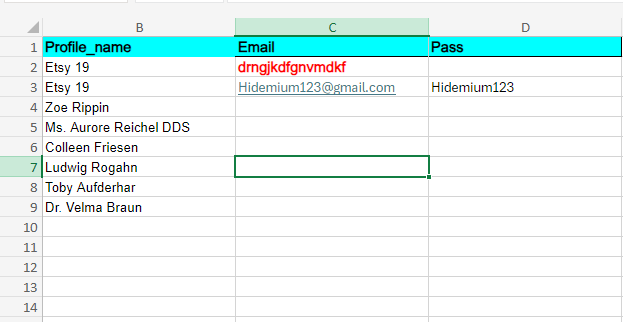 B C D
1 Profile_name Email Pass
2 Etsy 19 drngjkdfgnvmdkf
3 Etsy 19 Hidemium123@gmail.com Hidemium123
4 Zoe Rippin
5 Ms. Aurore Reichel DDS
6 Colleen Friesen
7 Ludwig Rogahn
8 Toby Aufderhar
9 Dr. Velma Braun
10
11
12
13
14